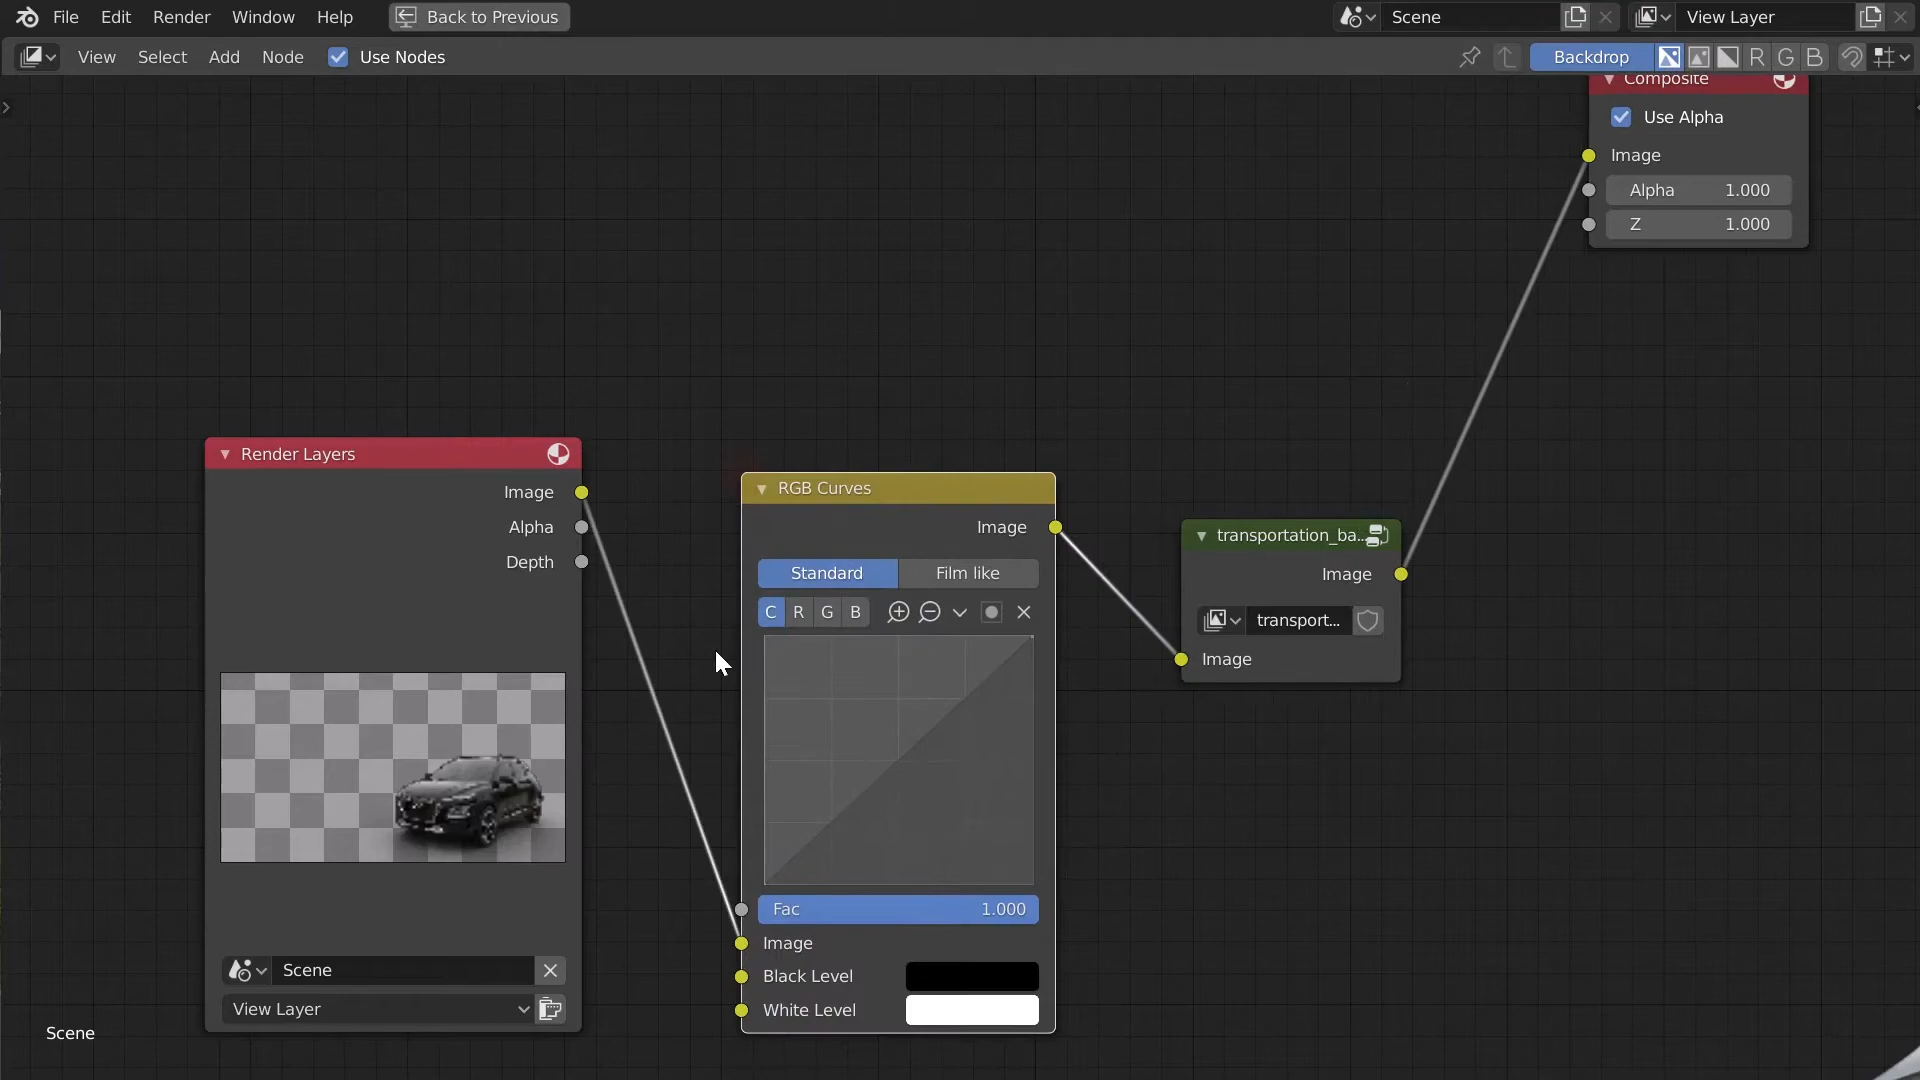 File Edit Render Window Help Back to Previous Scene View Layer
View Select Add Node Use Nodes Backdrop R G B
Composite
Use Alpha
Image
Alpha 1.000
Z 1.000
Render Layers
Image
Alpha
Depth
Scene
View Layer
RGB Curves
Image
Standard Film like
C R G B
Fac 1.000
Image
Black Level
White Level
transportation_ba...
Image
transport...
Image
Scene